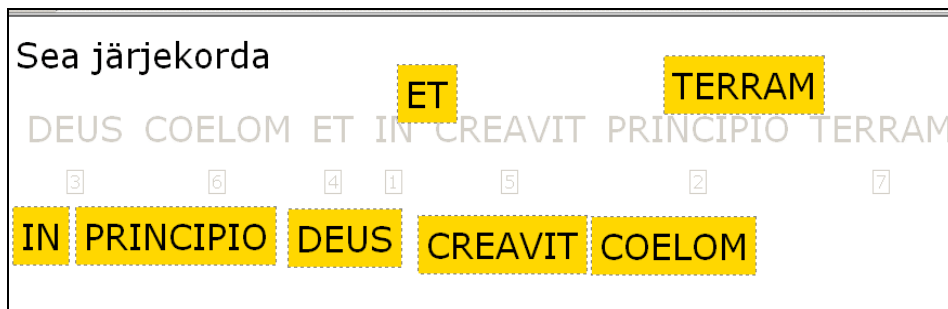 Sea järjekorda
ET TERRAM
DEUS COELOM ET IN CREAVIT PRINCIPIO TERRAM
3 6 4 1 5 2 7
IN PRINCIPIO DEUS CREAVIT COELOM